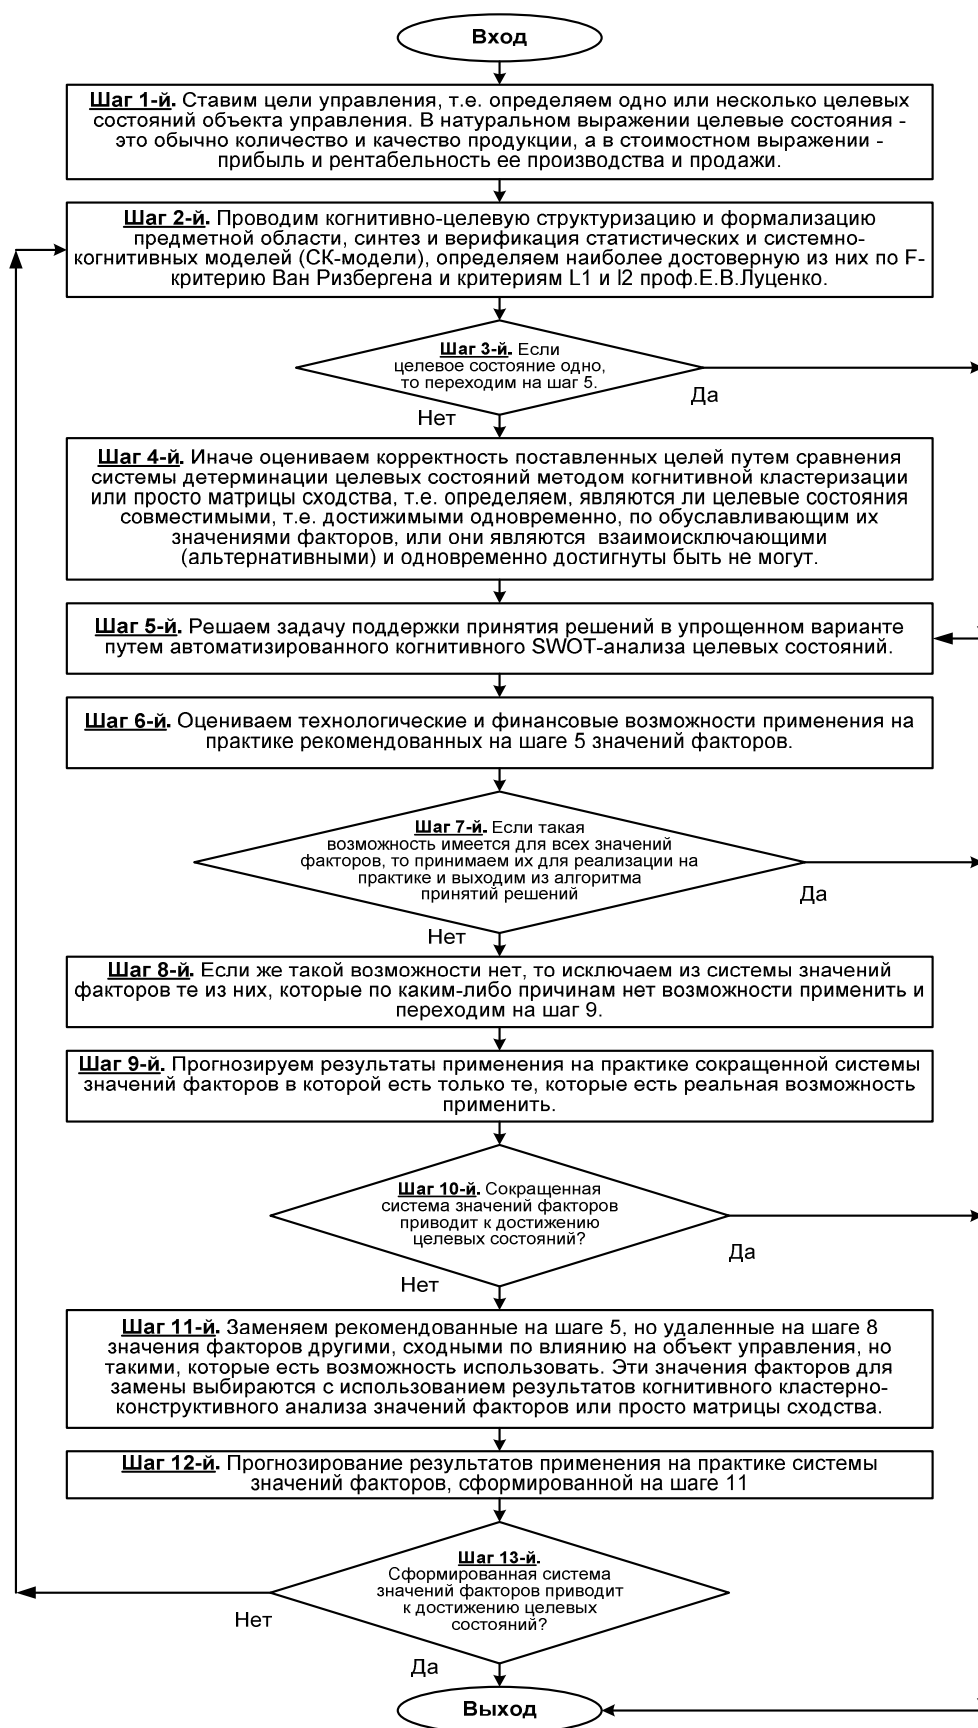 Вход
Шаг 1-й. Ставим цели управления, т.е. определяем одно или несколько целевых
состояний объекта управления. В натуральном выражении целевые состояния -
это обычно количество и качество продукции, а в стоимостном выражении -
прибыль и рентабельность ее производства и продажи.
Шаг 2-й. Проводим когнитивно-целевую структуризацию и формализацию
предметной области, синтез и верификация статистических и системно-
когнитивных моделей (СК-модели), определяем наиболее достоверную из них по F-
критерию Ван Ризбергена и критериям L1 и l2 проф.Е.В.Луценко.
Шаг 3-й. Если
целевое состояние одно,
то переходим на шаг 5.
Да
Нет
Шаг 4-й. Иначе оцениваем корректность поставленных целей путем сравнения
системы детерминации целевых состояний методом когнитивной кластеризации
или просто матрицы сходства, т.е. определяем, являются ли целевые состояния
совместимыми, т.е. достижимыми одновременно, по обуславливающим их
значениями факторов, или они являются взаимоисключающими
(альтернативными) и одновременно достигнуты быть не могут.
Шаг 5-й. Решаем задачу поддержки принятия решений в упрощенном варианте
путем автоматизированного когнитивного SWOT-анализа целевых состояний.
Шаг 6-й. Оцениваем технологические и финансовые возможности применения на
практике рекомендованных на шаге 5 значений факторов.
Шаг 7-й. Если такая
возможность имеется для всех значений
факторов, то принимаем их для реализации на
практике и выходим из алгоритма
принятий решений
Да
Нет
Шаг 8-й. Если же такой возможности нет, то исключаем из системы значений
факторов те из них, которые по каким-либо причинам нет возможности применить и
переходим на шаг 9.
Шаг 9-й. Прогнозируем результаты применения на практике сокращенной системы
значений факторов в которой есть только те, которые есть реальная возможность
применить.
Шаг 10-й. Сокращенная
система значений факторов
приводит к достижению
целевых состояний?
Да
Нет
Шаг 11-й. Заменяем рекомендованные на шаге 5, но удаленные на шаге 8
значения факторов другими, сходными по влиянию на объект управления, но
такими, которые есть возможность использовать. Эти значения факторов для
замены выбираются с использованием результатов когнитивного кластерно-
конструктивного анализа значений факторов или просто матрицы сходства.
Шаг 12-й. Прогнозирование результатов применения на практике системы
значений факторов, сформированной на шаге 11
Шаг 13-й.
Сформированная система
значений факторов приводит
к достижению целевых
состояний?
Нет
Да
Выход